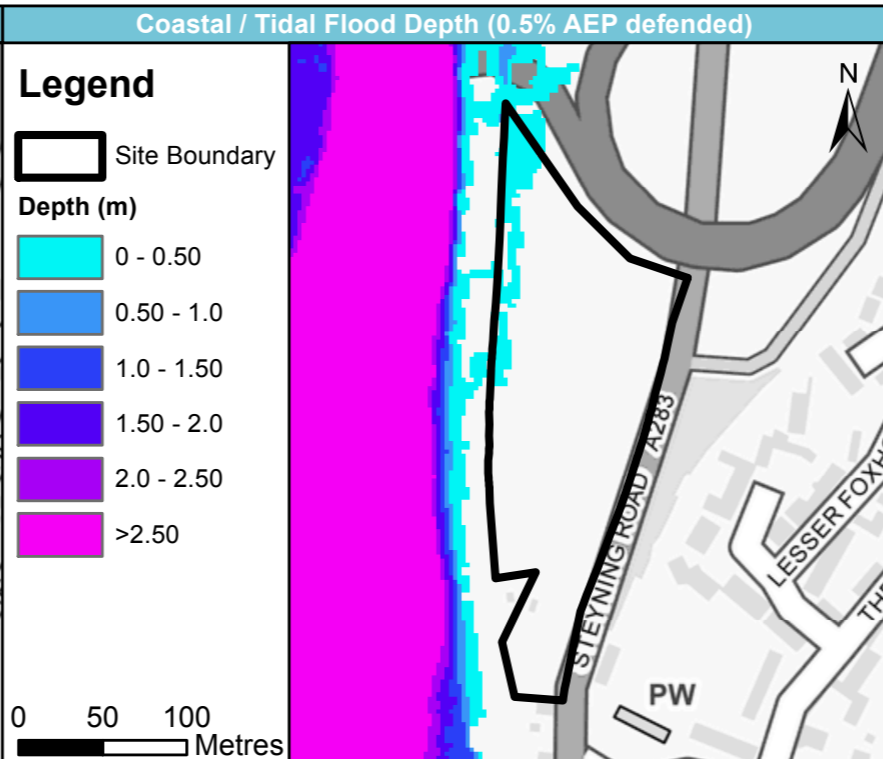 Coastal / Tidal Flood Depth (0.5% AEP defended)
Legend
Site Boundary
Depth (m)
0 - 0.50
0.50 - 1.0
1.0 - 1.50
1.50 - 2.0
2.0 - 2.50
>2.50
0 50 100
Metres
N
STEYNING ROAD A283
LESSER FOXH
THE
PW